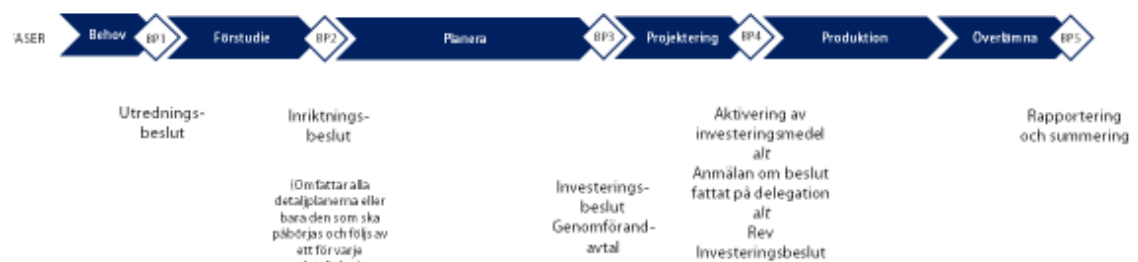 FASER
Behov
BP1
Förstudie
BP2
Planera
BP3
Projektering
BP4
Produktion
Överlämna
BP5
Utrednings-
beslut
Inriktnings-
beslut
(Omfattar alla
detaljplanerna eller
bara den som ska
påbörjas och följs av
ett för varje
Investerings-
beslut
Genomförand-
avtal
Aktivering av
investeringsmedel
alt
Anmälan om beslut
fattat på delegation
alt
Rev
Investeringsbeslut
Rapportering
och summering